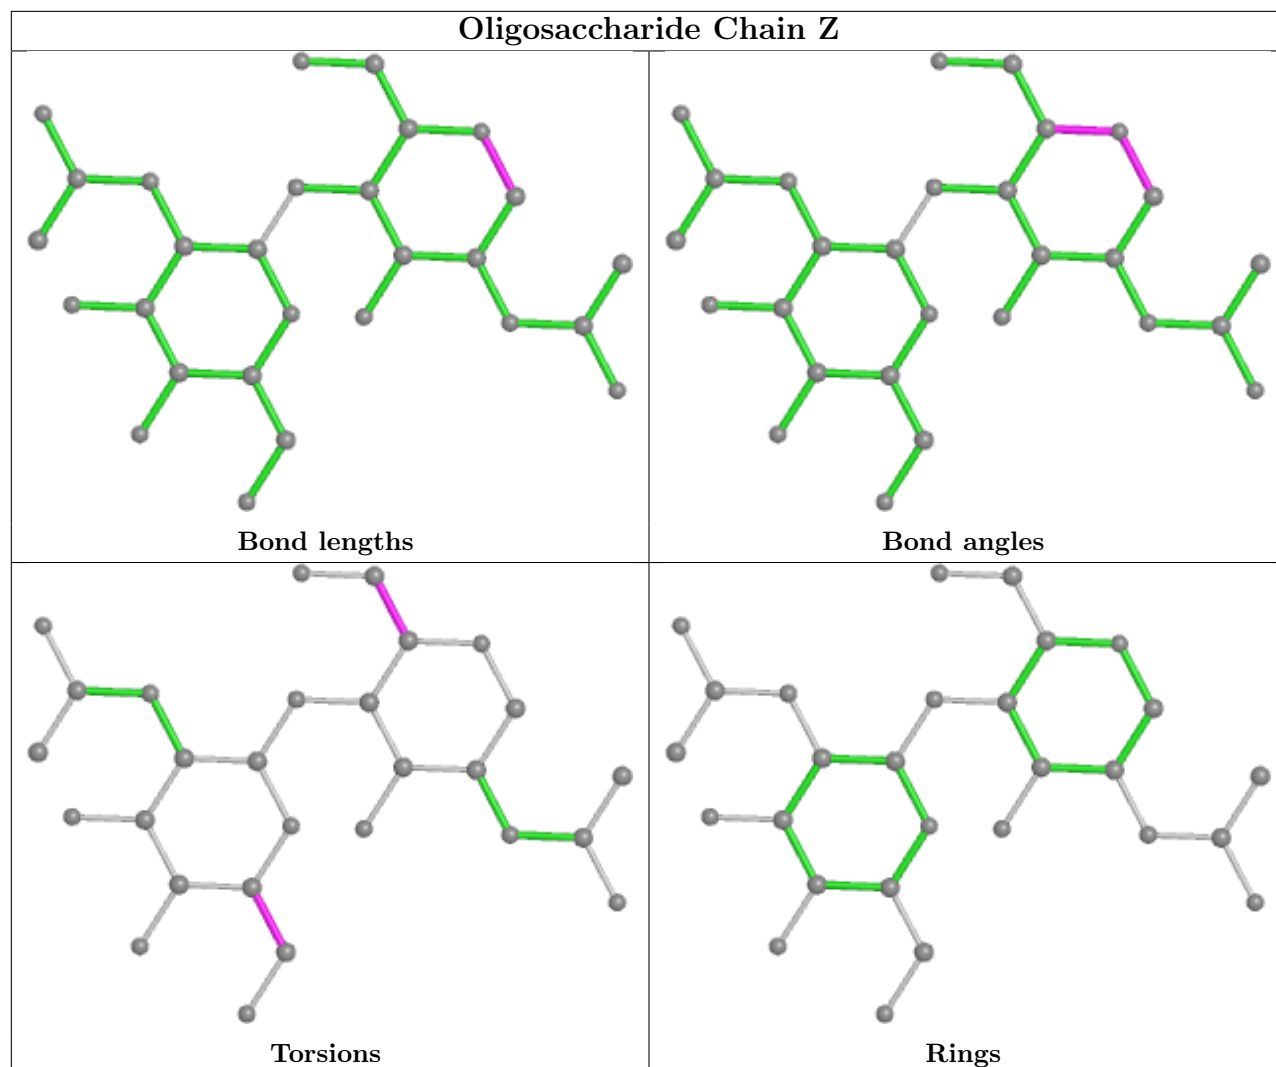 Oligosaccharide Chain Z
Bond lengths
Bond angles
Torsions
Rings